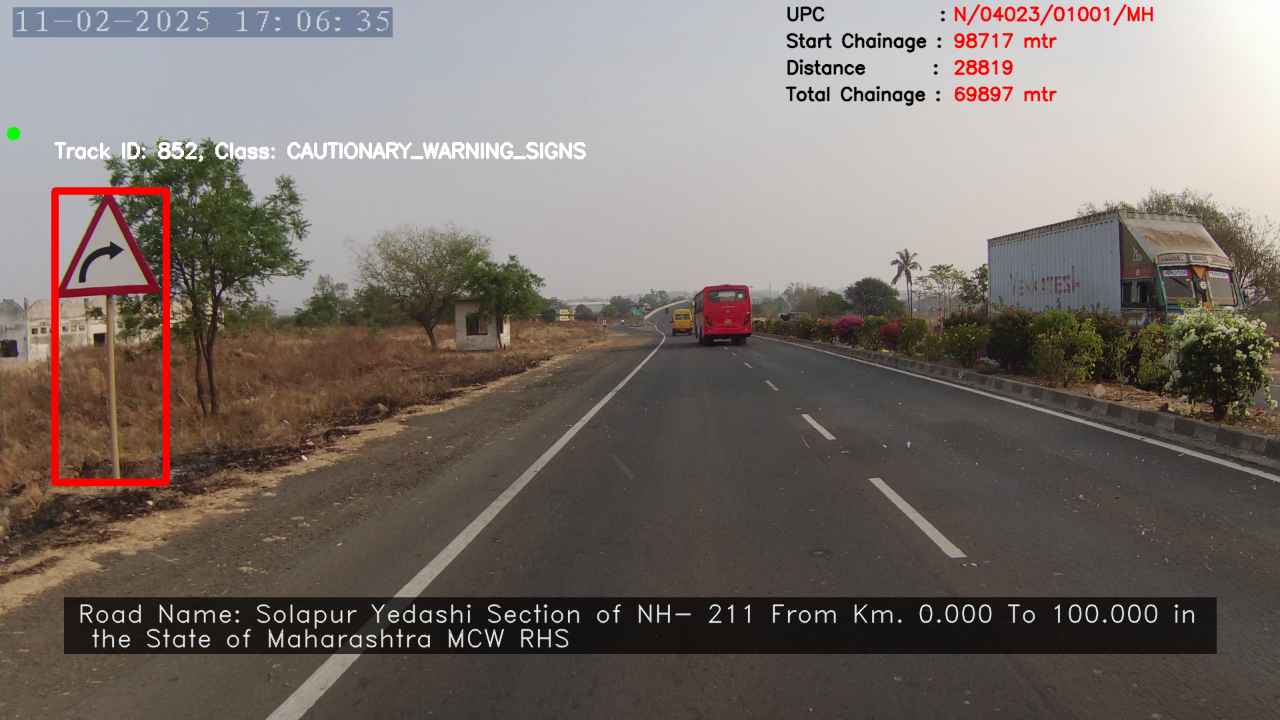 11-02-2025 17:06:35
UPC : N/04023/01001/MH
Start Chainage : 98717 mtr
Distance : 28819
Total Chainage : 69897 mtr
Track ID: 852, Class: CAUTIONARY_WARNING_SIGNS
Road Name: Solapur Yedashi Section of NH- 211 From Km. 0.000 To 100.000 in
the State of Maharashtra MCW RHS